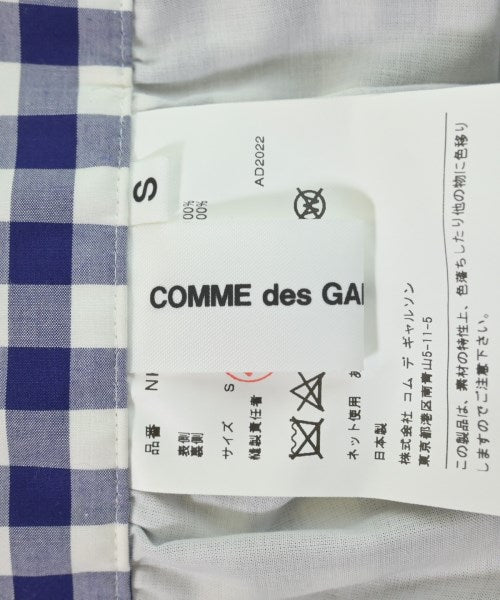 S
COMME des GA
AD2022
品番 N
表側 00%
裏側 00%
サイズ S
縫製責任者
ネット使用 あ
日本製
株式会社 コム デ ギャルソン
東京都港区南青山5-11-5
この製品は、素材の特性上、色落ちしたり他の物に色移り
しますのでご注意下さい。